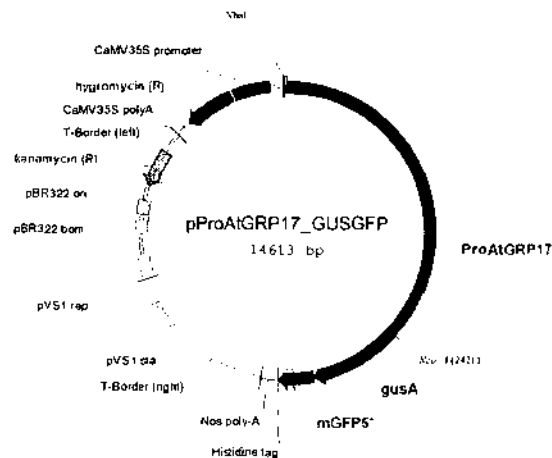 XhoI
CaMV35S promoter
hygromycin (R)
CaMV35S polyA
T-Border (left)
kanamycin (R)
pBR322 ori
pBR322 bom
pVS1 rep
pVS1 sta
T-Border (right)
Nos poly-A
Histidine tag
mGFP5*
gusA
ProAtGRP17
pProAtGRP17_GUSGFP
14613 bp